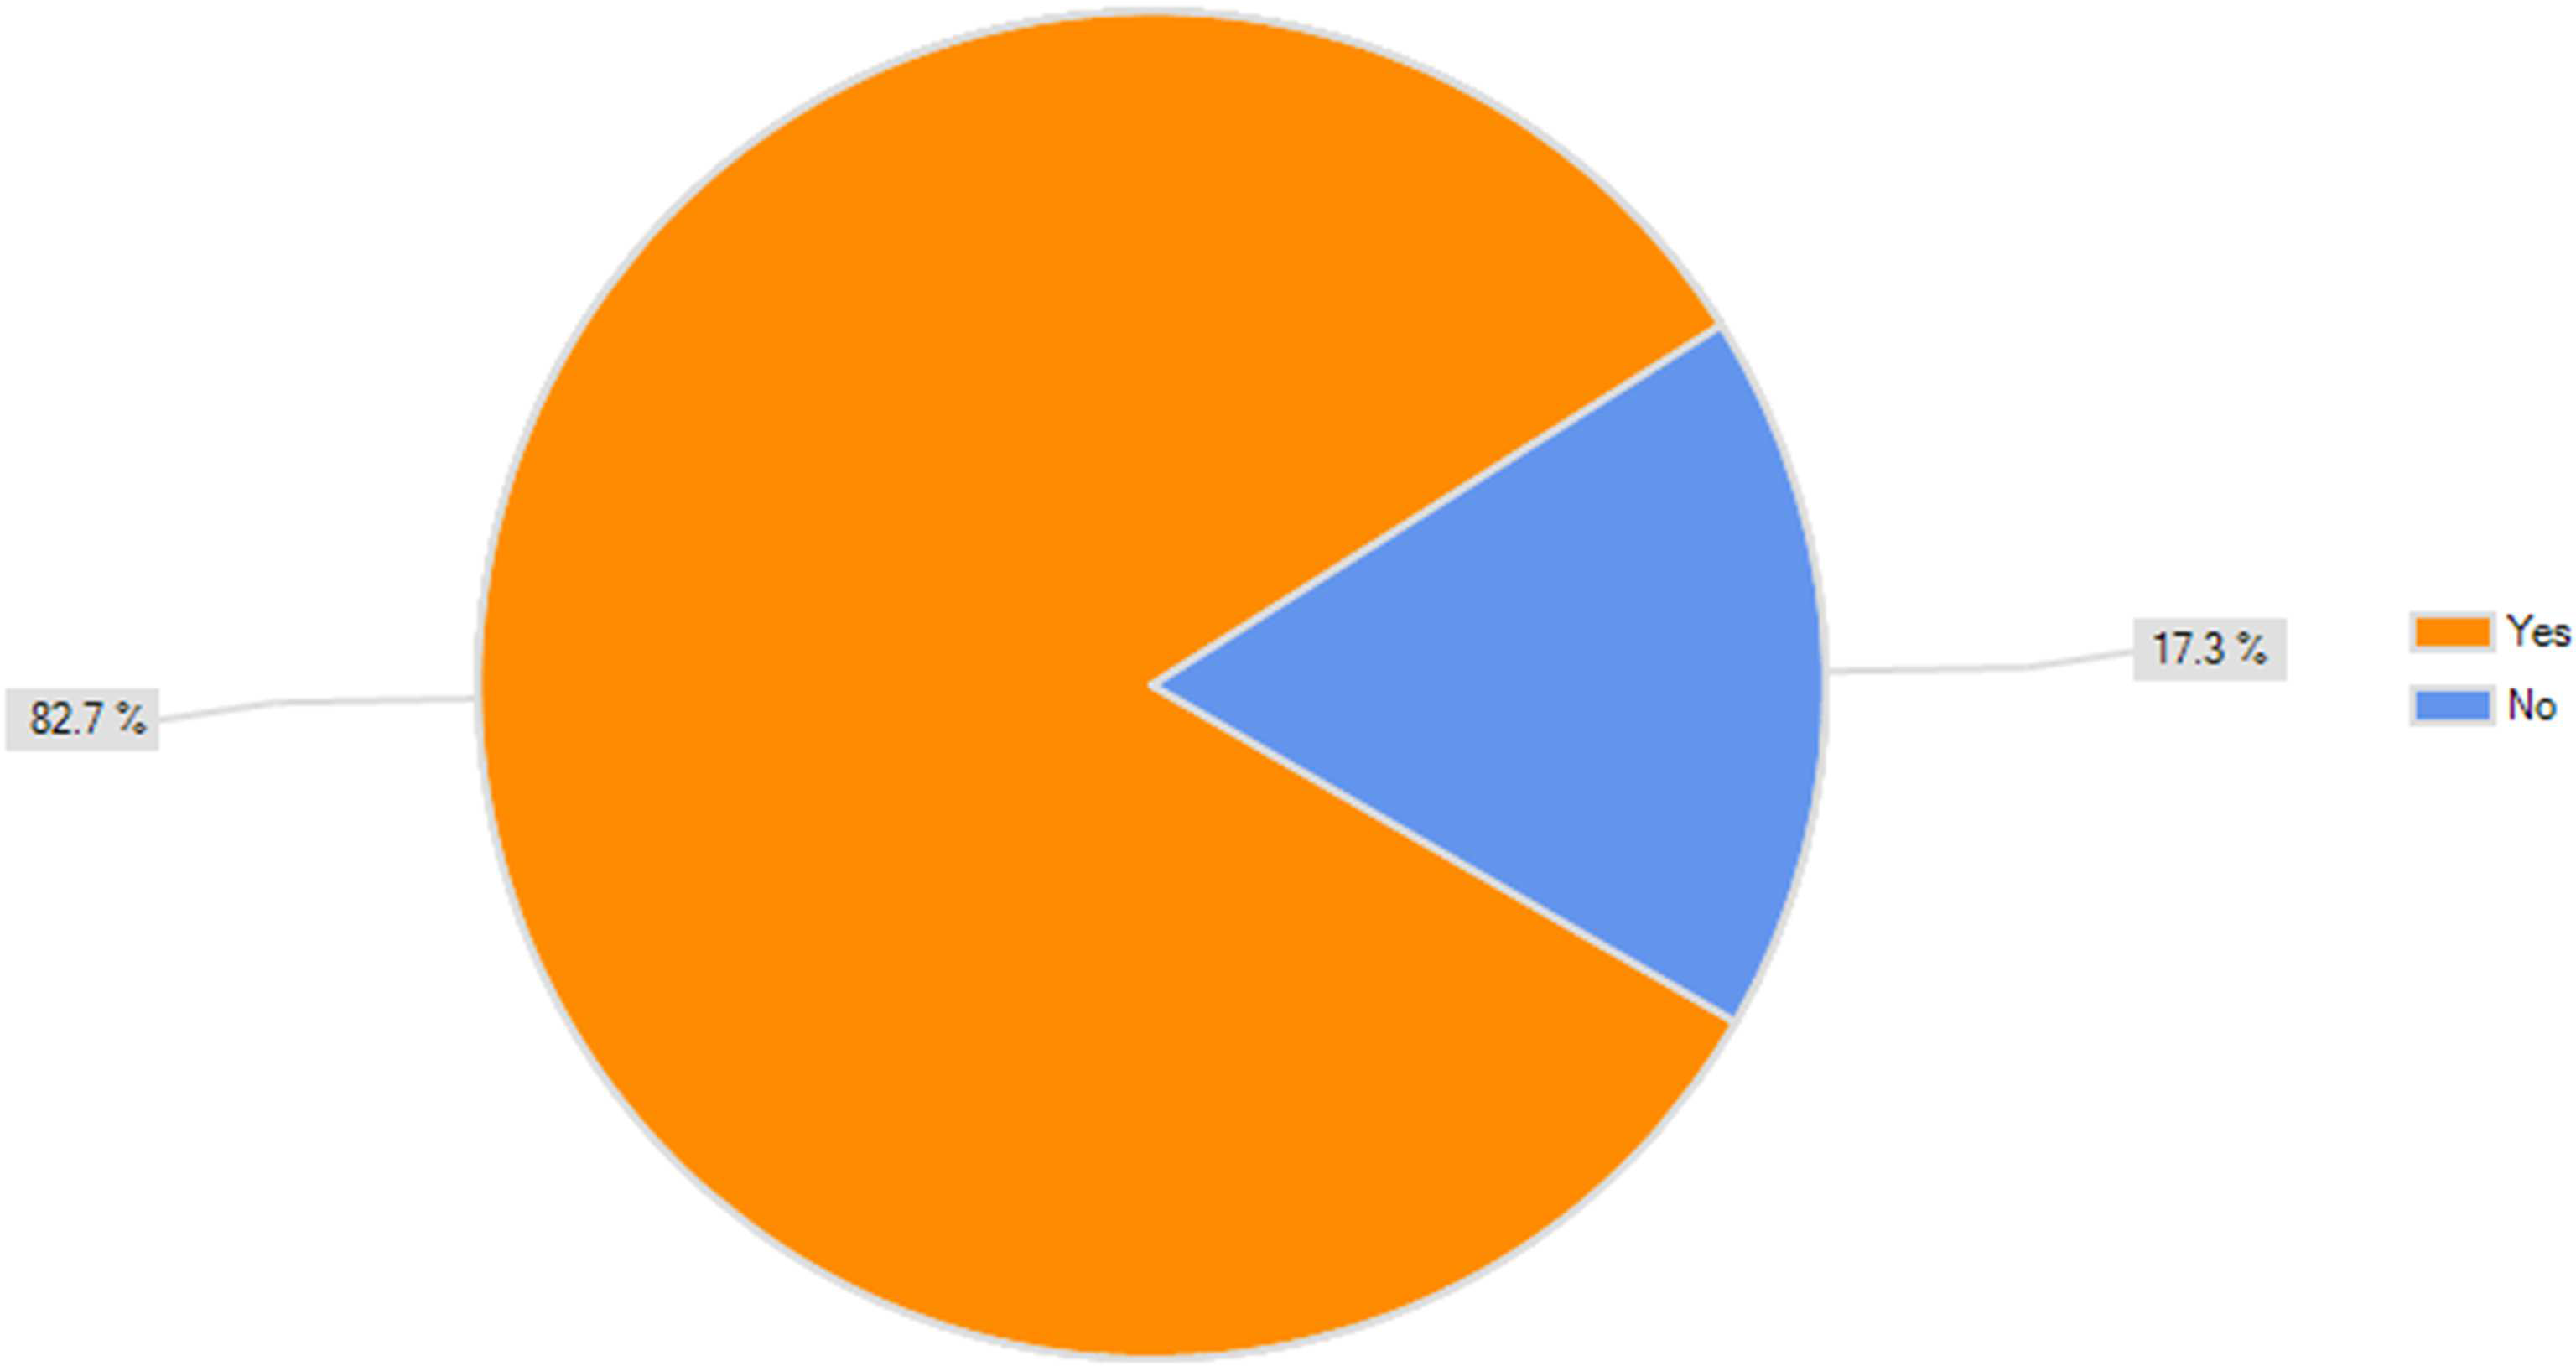 82.7 %
17.3 %
Yes
No